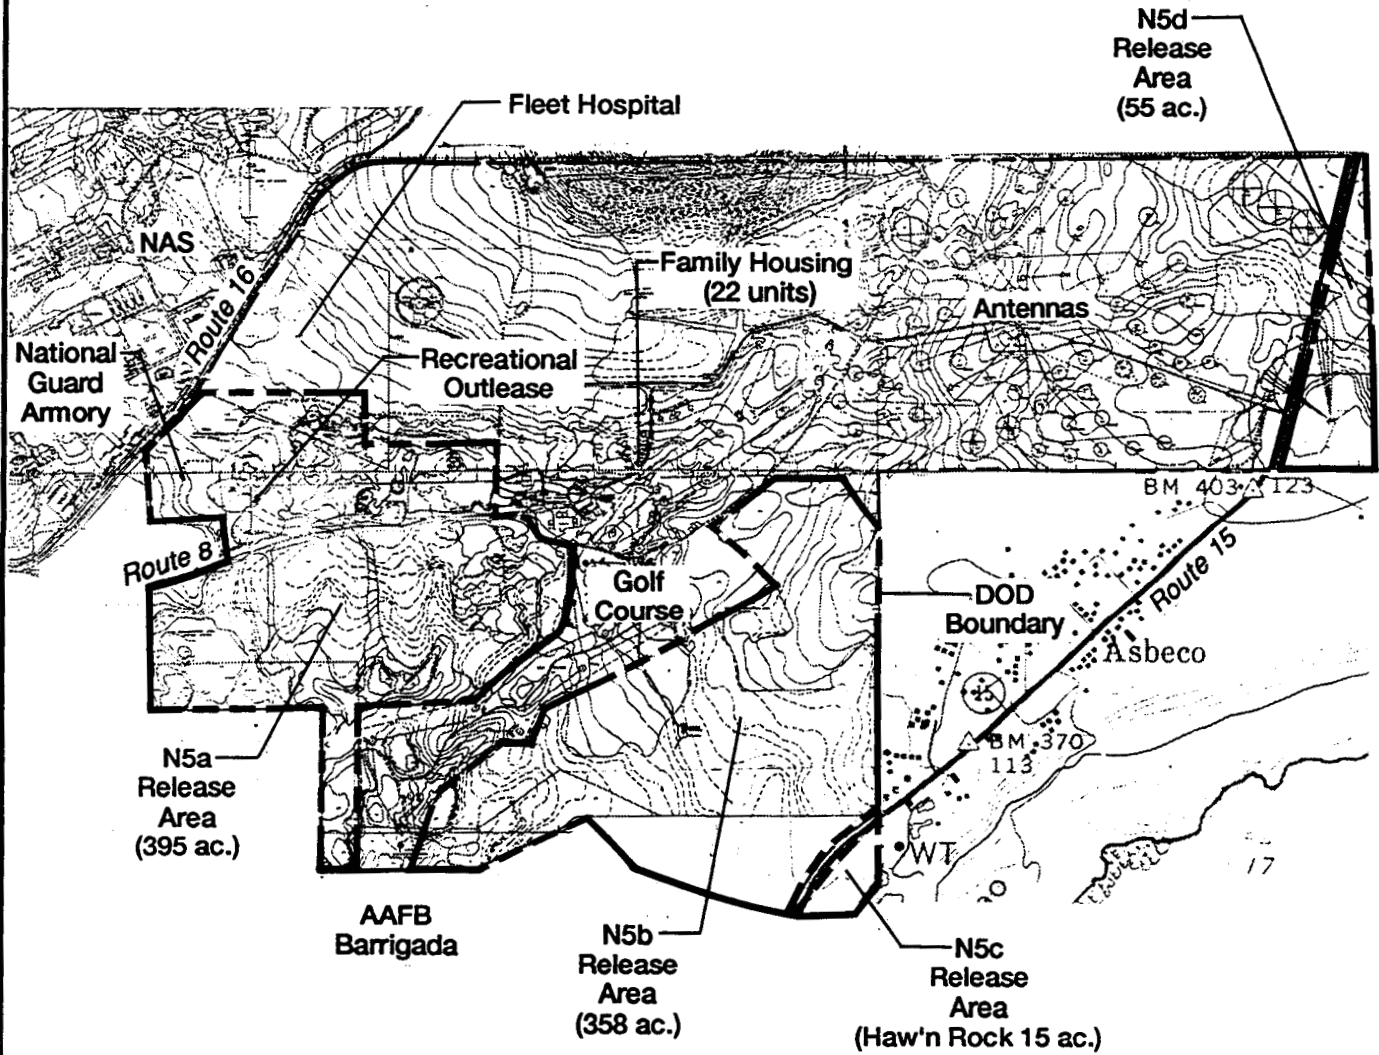 N5d
Release
Area
(55 ac.)
Fleet Hospital
NAS
Route 16
Family Housing
(22 units)
Antennas
National
Guard
Armory
Recreational
Outlease
BM 403
123
Route 8
Golf
Course
DOD
Boundary
Route 15
Asbeco
15
BM 370
113
N5a
Release
Area
(395 ac.)
WT
17
AAFB
Barrigada
N5b
Release
Area
(358 ac.)
N5c
Release
Area
(Haw'n Rock 15 ac.)